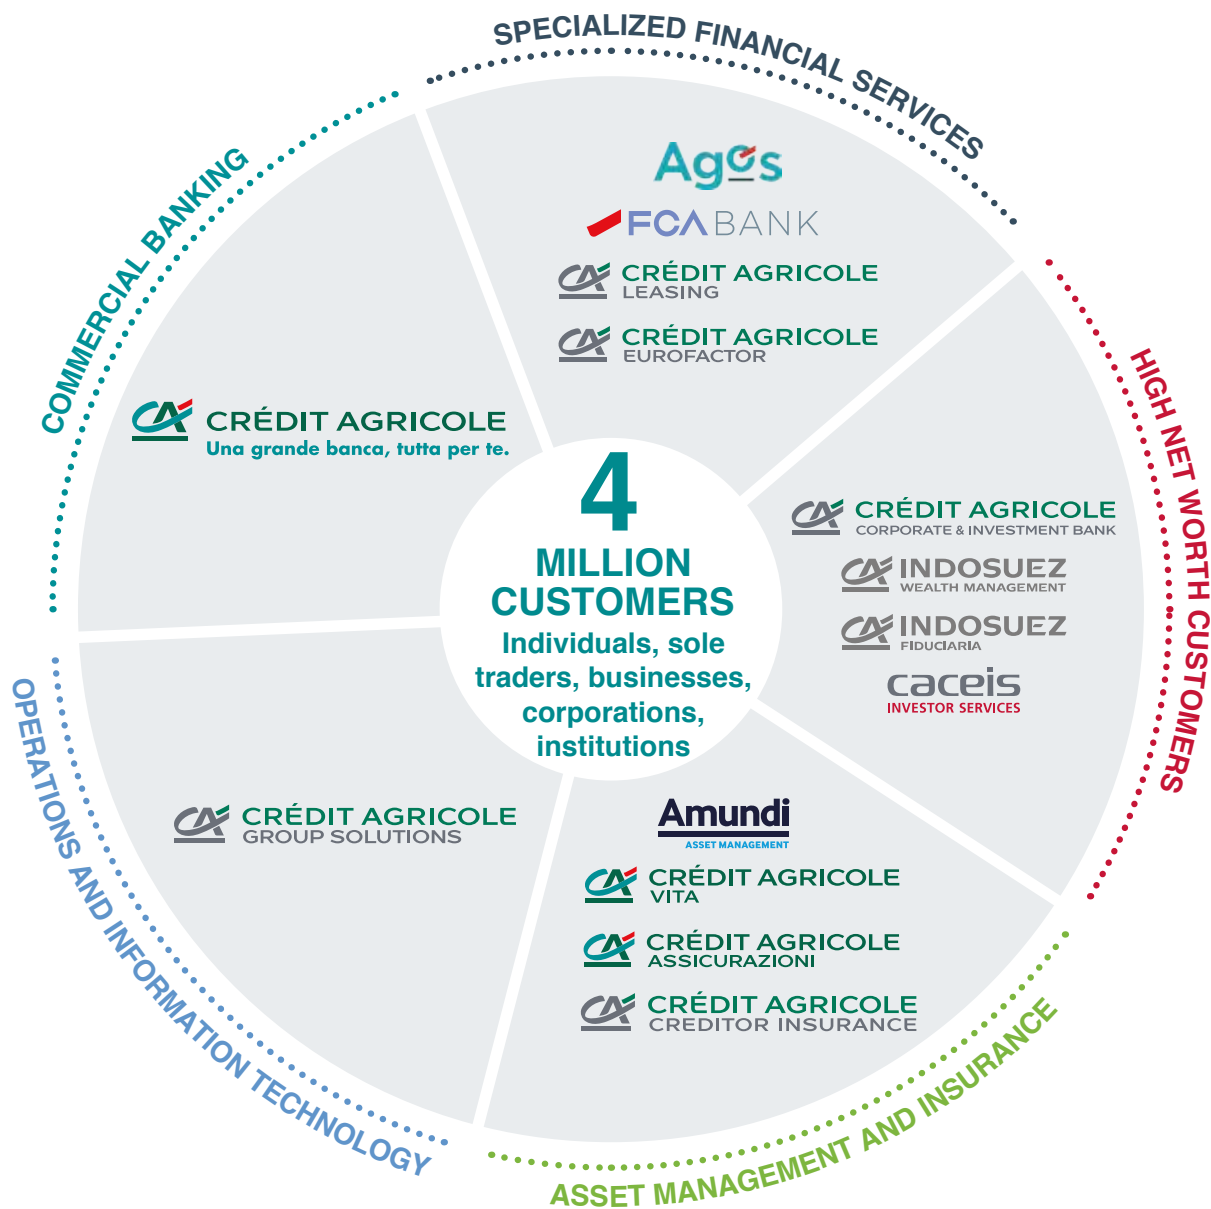 SPECIALIZED FINANCIAL SERVICES
Agos
FCA BANK
CRÉDIT AGRICOLE
LEASING
CRÉDIT AGRICOLE
EUROFACTOR
HIGH NET WORTH CUSTOMERS
CRÉDIT AGRICOLE
CORPORATE & INVESTMENT BANK
INDOSUEZ
WEALTH MANAGEMENT
INDOSUEZ
FIDUCIARIA
caceis
INVESTOR SERVICES
ASSET MANAGEMENT AND INSURANCE
Amundi
ASSET MANAGEMENT
CRÉDIT AGRICOLE
VITA
CRÉDIT AGRICOLE
ASSICURAZIONI
CRÉDIT AGRICOLE
CREDITOR INSURANCE
OPERATIONS AND INFORMATION TECHNOLOGY
CRÉDIT AGRICOLE
GROUP SOLUTIONS
COMMERCIAL BANKING
CRÉDIT AGRICOLE
Una grande banca, tutta per te.
4
MILLION
CUSTOMERS
Individuals, sole
traders, businesses,
corporations,
institutions